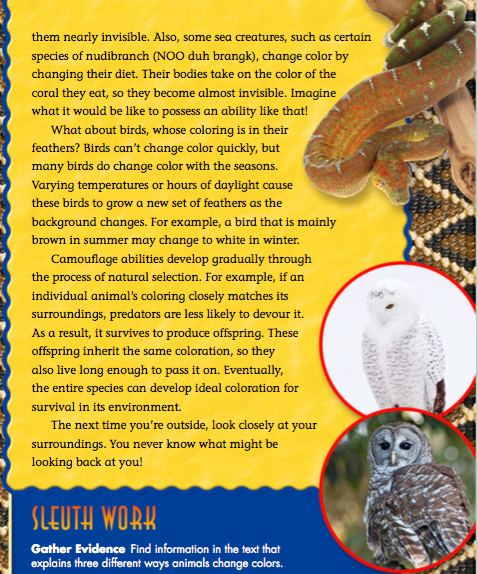 them nearly invisible. Also, some sea creatures, such as certain
species of nudibranch (NOO duh brangk), change color by
changing their diet. Their bodies take on the color of the
coral they eat, so they become almost invisible. Imagine
what it would be like to possess an ability like that!
What about birds, whose coloring is in their
feathers? Birds can't change color quickly, but
many birds do change color with the seasons.
Varying temperatures or hours of daylight cause
these birds to grow a new set of feathers as the
background changes. For example, a bird that is mainly
brown in summer may change to white in winter.
Camouflage abilities develop gradually through
the process of natural selection. For example, if an
individual animal's coloring closely matches its
surroundings, predators are less likely to devour it.
As a result, it survives to produce offspring. These
offspring inherit the same coloration, so they
also live long enough to pass it on. Eventually,
the entire species can develop ideal coloration for
survival in its environment.
The next time you're outside, look closely at your
surroundings. You never know what might be
looking back at you!
SLEUTH WORK
Gather Evidence Find information in the text that
explains three different ways animals change colors.